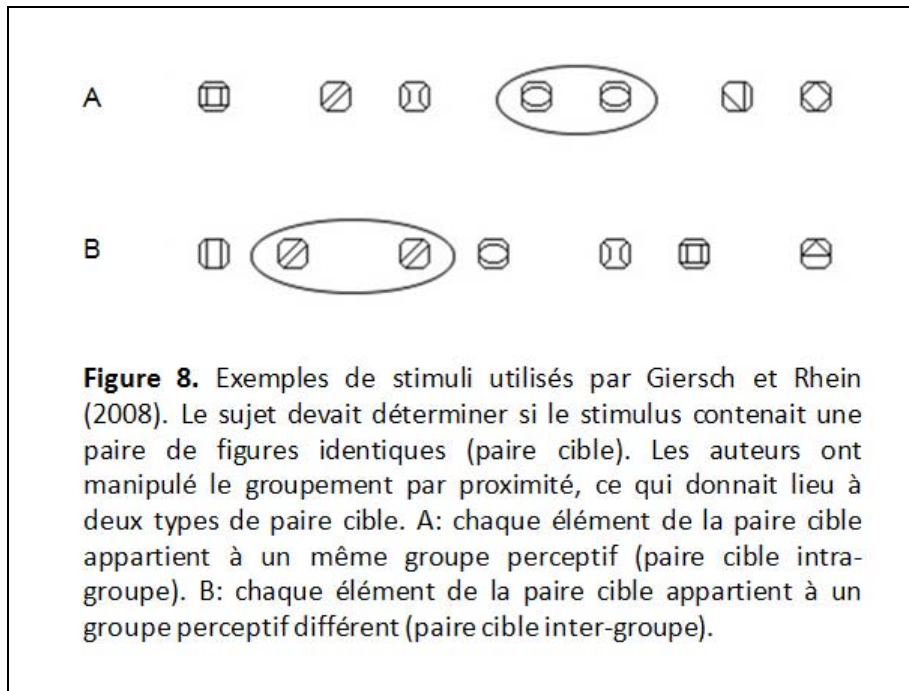 A
B
Figure 8. Exemples de stimuli utilisés par Giersch et Rhein
(2008). Le sujet devait déterminer si le stimulus contenait une
paire de figures identiques (paire cible). Les auteurs ont
manipulé le groupement par proximité, ce qui donnait lieu à
deux types de paire cible. A: chaque élément de la paire cible
appartient à un même groupe perceptif (paire cible intra-
groupe). B: chaque élément de la paire cible appartient à un
groupe perceptif différent (paire cible inter-groupe).